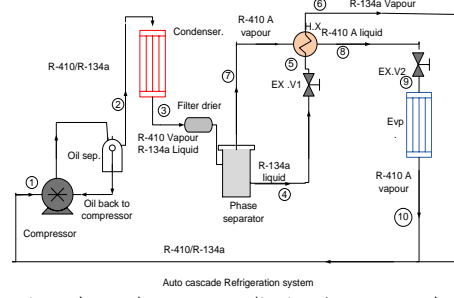 ⑥
R-134a Vapour
R-410 A
vapour
H.X
R-410 A liquid
⑧
Condenser.
⑤
EX .V1
EX.V2
⑨
R-410/R-134a
②
⑦
③
Filter drier
Evp
.
R-410 Vapour
R-134a Liquid
Oil sep.
R-134a
liquid
④
R-410 A
vapour
①
Oil back to
compressor
Phase
separator
⑩
Compressor
R-410/R-134a
Auto cascade Refrigeration system